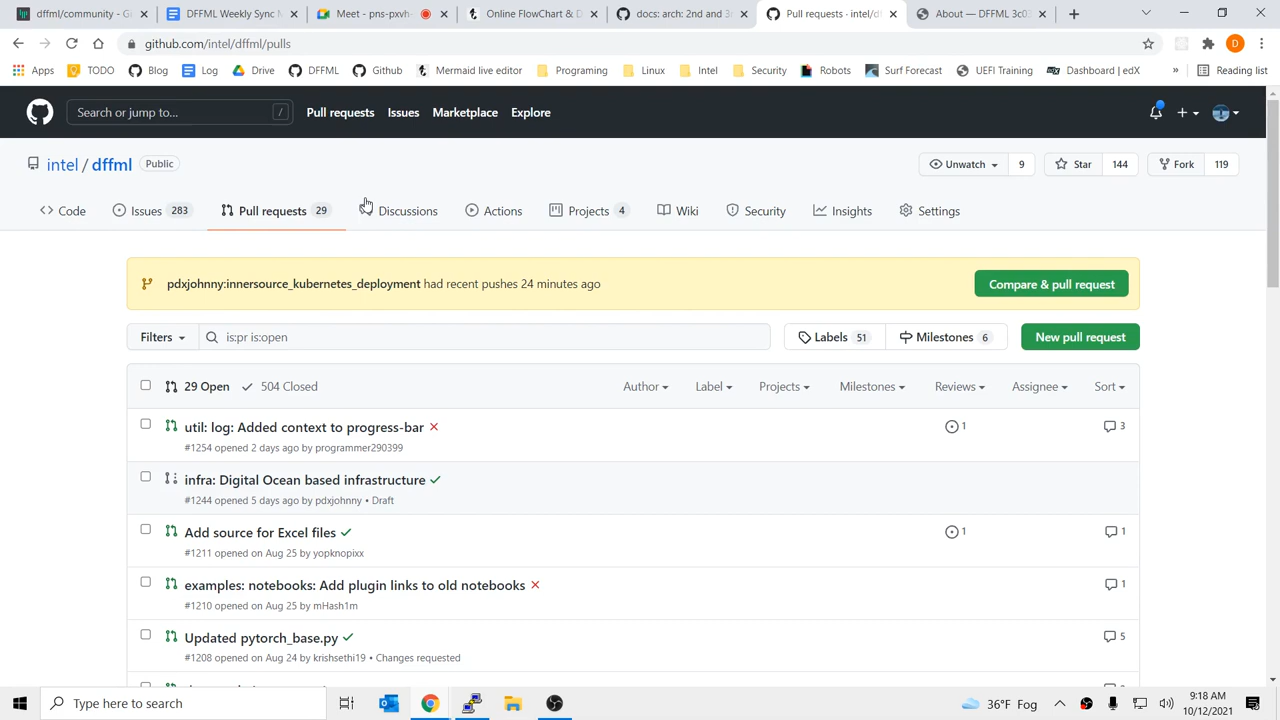 dffml/community - G
DFFML Weekly Sync M
Meet - pns-pxvh-
Online FlowChart & D
docs: arch: 2nd and 3
Pull requests · intel/df
About — DFFML 3c03
github.com/intel/dffml/pulls
D
Apps
TODO
Blog
Log
Drive
DFFML
Github
Mermaid live editor
Programing
Linux
Intel
Security
Robots
Surf Forecast
UEFI Training
Dashboard | edX
»
Reading list
Search or jump to...
/
Pull requests
Issues
Marketplace
Explore
intel / dffml
Public
Unwatch
9
Star
144
Fork
119
Code
Issues 283
Pull requests 29
Discussions
Actions
Projects 4
Wiki
Security
Insights
Settings
pdxjohnny:innersource_kubernetes_deployment had recent pushes 24 minutes ago
Compare & pull request
Filters
is:pr is:open
Labels 51
Milestones 6
New pull request
29 Open
504 Closed
Author
Label
Projects
Milestones
Reviews
Assignee
Sort
util: log: Added context to progress-bar
1
3
#1254 opened 2 days ago by programmer290399
infra: Digital Ocean based infrastructure
#1244 opened 5 days ago by pdxjohnny • Draft
Add source for Excel files
1
1
#1211 opened on Aug 25 by yopknopixx
examples: notebooks: Add plugin links to old notebooks
1
#1210 opened on Aug 25 by mHash1m
Updated pytorch_base.py
5
#1208 opened on Aug 24 by krishsethi19 • Changes requested
Type here to search
36°F Fog
9:18 AM
10/12/2021